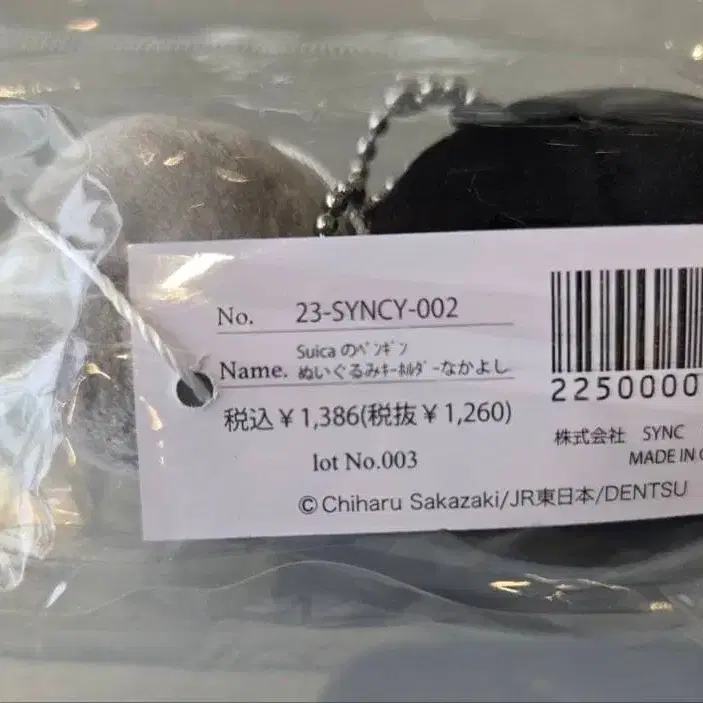 No. 23-SYNCY-002
Name. Suica のﾍﾟﾝｷﾞﾝ
ぬいぐるみｷｰﾎﾙﾀﾞｰなかよし
税込￥1,386(税抜￥1,260)
lot No.003
©Chiharu Sakazaki/JR東日本/DENTSU
2250000
株式会社 SYNC
MADE IN